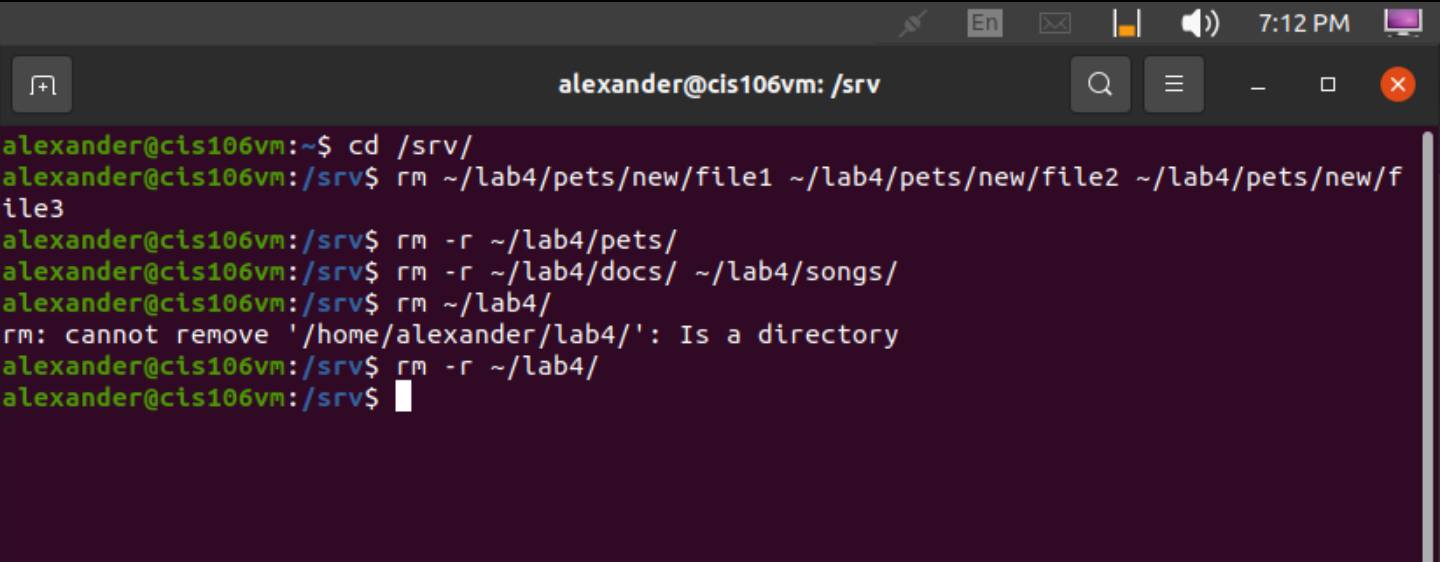 En
7:12 PM
alexander@cis106vm: /srv
alexander@cis106vm:~$ cd /srv/
alexander@cis106vm:/srv$ rm ~/lab4/pets/new/file1 ~/lab4/pets/new/file2 ~/lab4/pets/new/f
ile3
alexander@cis106vm:/srv$ rm -r ~/lab4/pets/
alexander@cis106vm:/srv$ rm -r ~/lab4/docs/ ~/lab4/songs/
alexander@cis106vm:/srv$ rm ~/lab4/
rm: cannot remove '/home/alexander/lab4/': Is a directory
alexander@cis106vm:/srv$ rm -r ~/lab4/
alexander@cis106vm:/srv$